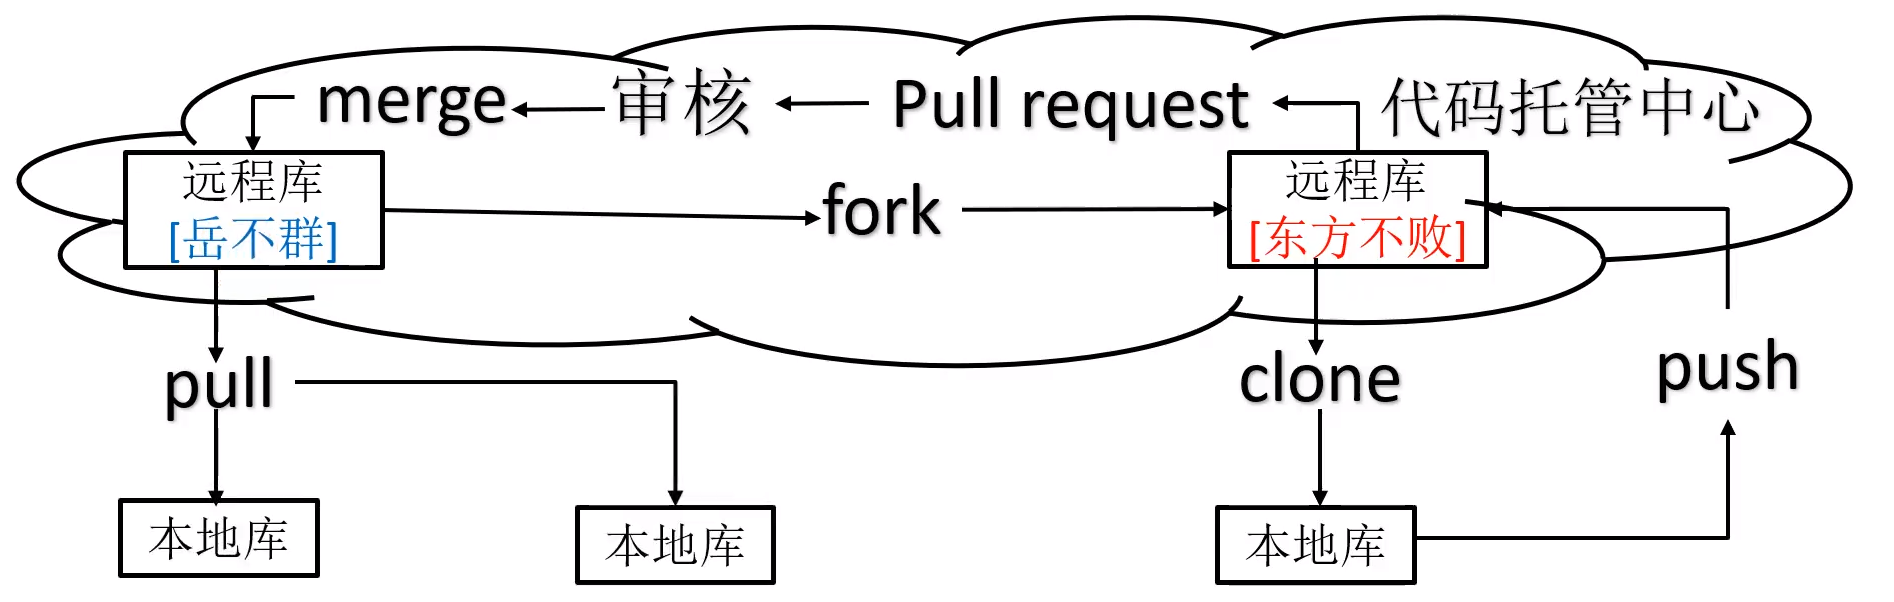 merge
审核
Pull request
代码托管中心
远程库
[岳不群]
fork
远程库
[东方不败]
pull
clone
push
本地库
本地库
本地库